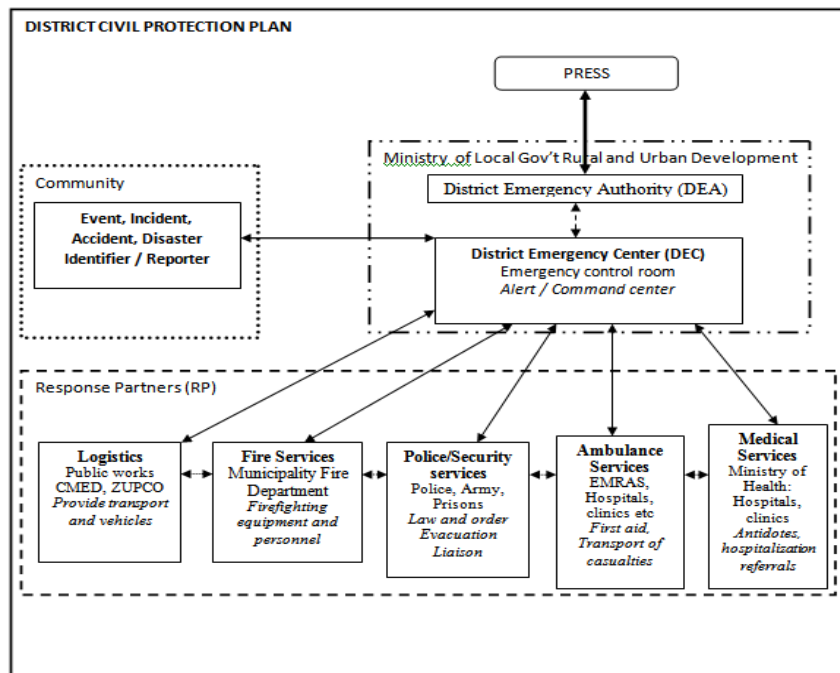 DISTRICT CIVIL PROTECTION PLAN
PRESS
Ministry of Local Gov't Rural and Urban Development
District Emergency Authority (DEA)
Community
Event, Incident,
Accident, Disaster
Identifier / Reporter
District Emergency Center (DEC)
Emergency control room
Alert / Command center
Response Partners (RP)
Logistics
Public works
CMED, ZUPCO
Provide transport
and vehicles
Fire Services
Municipality Fire
Department
Firefighting
equipment and
personnel
Police/Security
services
Police, Army,
Prisons
Law and order
Evacuation
Liaison
Ambulance
Services
EMRAS,
Hospitals,
clinics etc
First aid,
Transport of
casualties
Medical
Services
Ministry of
Health:
Hospitals,
clinics
Antidotes,
hospitalization
referrals